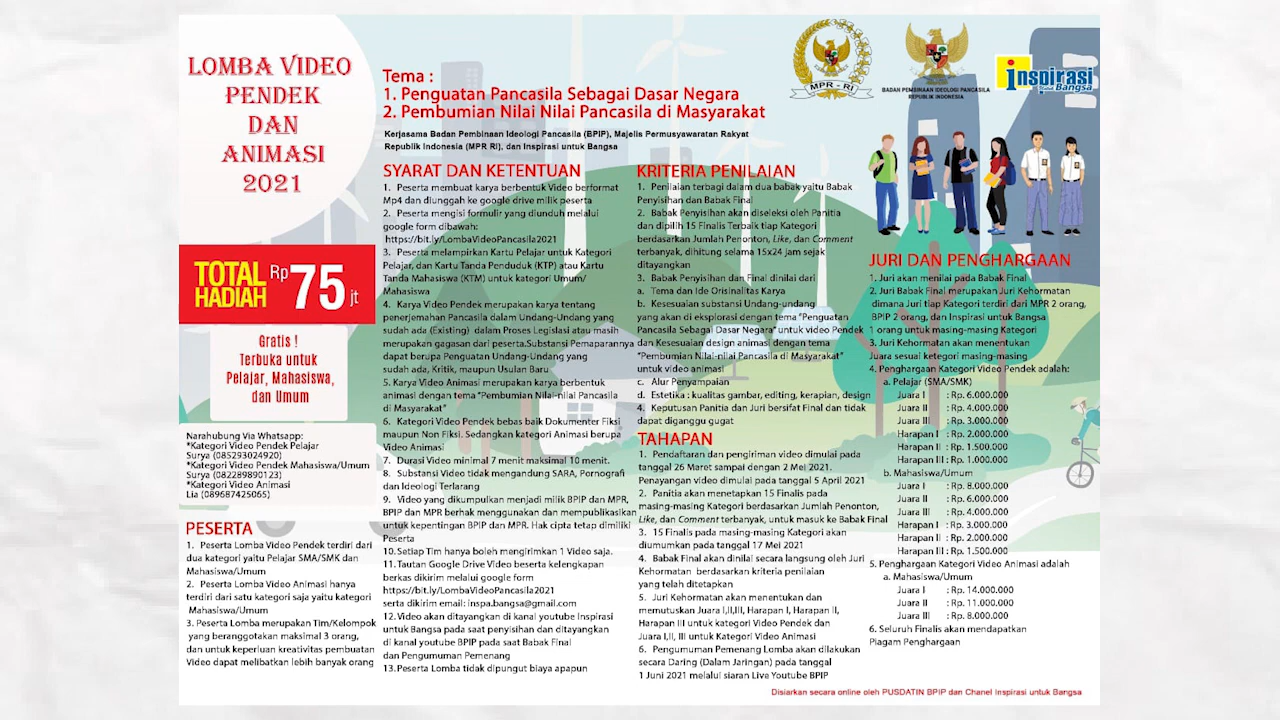 LOMBA VIDEO
PENDEK
DAN
ANIMASI
2021
TOTAL
HADIAH
Rp 75 jt
Gratis !
Terbuka untuk
Pelajar, Mahasiswa,
dan Umum
Narahubung Via Whatsapp:
*Kategori Video Pendek Pelajar
Surya (085293024920)
*Kategori Video Pendek Mahasiswa/Umum
Surya (082289890123)
*Kategori Video Animasi
Lia (089687425065)
PESERTA
1. Peserta Lomba Video Pendek terdiri dari
dua kategori yaitu Pelajar SMA/SMK dan
Mahasiswa/Umum
2. Peserta Lomba Video Animasi hanya
terdiri dari satu kategori saja yaitu kategori
Mahasiswa/Umum
3. Peserta Lomba merupakan Tim/Kelompok
yang beranggotakan maksimal 3 orang,
dan untuk keperluan kreativitas pembuatan
Video dapat melibatkan lebih banyak orang
Tema :
1. Penguatan Pancasila Sebagai Dasar Negara
2. Pembumian Nilai Nilai Pancasila di Masyarakat
Kerjasama Badan Pembinaan Ideologi Pancasila (BPIP), Majelis Permusyawaratan Rakyat
Republik Indonesia (MPR RI), dan Inspirasi untuk Bangsa
SYARAT DAN KETENTUAN
1. Peserta membuat karya berbentuk Video berformat
Mp4 dan diunggah ke google drive milik peserta
2. Peserta mengisi formulir yang diunduh melalui
google form dibawah:
https://bit.ly/LombaVideoPancasila2021
3. Peserta melampirkan Kartu Pelajar untuk Kategori
Pelajar, dan Kartu Tanda Penduduk (KTP) atau Kartu
Tanda Mahasiswa (KTM) untuk kategori Umum/
Mahasiswa
4. Karya Video Pendek merupakan karya tentang
penerjemahan Pancasila dalam Undang-Undang yang
sudah ada (Existing) dalam Proses Legislasi atau masih
merupakan gagasan dari peserta.Substansi Pemaparannya
dapat berupa Penguatan Undang-Undang yang
sudah ada, Kritik, maupun Usulan Baru
5. Karya Video Animasi merupakan karya berbentuk
animasi dengan tema "Pembumian Nilai-nilai Pancasila
di Masyarakat"
6. Kategori Video Pendek bebas baik Dokumenter Fiksi
maupun Non Fiksi. Sedangkan kategori Animasi berupa
Video Animasi
7. Durasi Video minimal 7 menit maksimal 10 menit.
8. Substansi Video tidak mengandung SARA, Pornografi
dan Ideologi Terlarang
9. Video yang dikumpulkan menjadi milik BPIP dan MPR,
BPIP dan MPR berhak menggunakan dan mempublikasikan
untuk kepentingan BPIP dan MPR. Hak cipta tetap dimiliki
Peserta
10.Setiap Tim hanya boleh mengirimkan 1 Video saja.
11.Tautan Google Drive Video beserta kelengkapan
berkas dikirim melalui google form
https://bit.ly/LombaVideoPancasila2021
serta dikirim email: inspa.bangsa@gmail.com
12.Video akan ditayangkan di kanal youtube Inspirasi
untuk Bangsa pada saat penyisihan dan ditayangkan
di kanal youtube BPIP pada saat Babak Final
dan Pengumuman Pemenang
13.Peserta Lomba tidak dipungut biaya apapun
KRITERIA PENILAIAN
1. Penilaian terbagi dalam dua babak yaitu Babak
Penyisihan dan Babak Final
2. Babak Penyisihan akan diseleksi oleh Panitia
dan dipilih 15 Finalis Terbaik tiap Kategori
berdasarkan Jumlah Penonton, Like, dan Comment
terbanyak, dihitung selama 15x24 jam sejak
ditayangkan
3. Babak Penyisihan dan Final dinilai dari
a. Tema dan Ide Orisinalitas Karya
b. Kesesuaian substansi Undang-undang
yang akan di eksplorasi dengan tema "Penguatan
Pancasila Sebagai Dasar Negara" untuk video Pendek
dan Kesesuaian design animasi dengan tema
"Pembumian Nilai-nilai Pancasila di Masyarakat"
untuk video animasi
c. Alur Penyampaian
d. Estetika : kualitas gambar, editing, kerapian, design
4. Keputusan Panitia dan Juri bersifat Final dan tidak
dapat diganggu gugat
TAHAPAN
1. Pendaftaran dan pengiriman video dimulai pada
tanggal 26 Maret sampai dengan 2 Mei 2021.
Penayangan video dimulai pada tanggal 5 April 2021
2. Panitia akan menetapkan 15 Finalis pada
masing-masing Kategori berdasarkan Jumlah Penonton,
Like, dan Comment terbanyak, untuk masuk ke Babak Final
3. 15 Finalis pada masing-masing Kategori akan
diumumkan pada tanggal 17 Mei 2021
4. Babak Final akan dinilai secara langsung oleh Juri
Kehormatan berdasarkan kriteria penilaian
yang telah ditetapkan
5. Juri Kehormatan akan menentukan dan
memutuskan Juara I,II,III, Harapan I, Harapan II,
Harapan III untuk kategori Video Pendek dan
Juara I,II, III untuk Kategori Video Animasi
6. Pengumuman Pemenang Lomba akan dilakukan
secara Daring (Dalam Jaringan) pada tanggal
1 Juni 2021 melalui siaran Live Youtube BPIP
MPR - RI
BADAN PEMBINAAN IDEOLOGI PANCASILA
REPUBLIK INDONESIA
inspirasi
Untuk Bangsa
JURI DAN PENGHARGAAN
1. Juri akan menilai pada Babak Final
2. Juri Babak Final merupakan Juri Kehormatan
dimana Juri tiap Kategori terdiri dari MPR 2 orang,
BPIP 2 orang, dan Inspirasi untuk Bangsa
1 orang untuk masing-masing Kategori
3. Juri Kehormatan akan menentukan
Juara sesuai ketegori masing-masing
4. Penghargaan Kategori Video Pendek adalah:
a. Pelajar (SMA/SMK)
Juara I : Rp. 6.000.000
Juara II : Rp. 4.000.000
Juara III : Rp. 3.000.000
Harapan I : Rp. 2.000.000
Harapan II : Rp. 1.500.000
Harapan III : Rp. 1.000.000
b. Mahasiswa/Umum
Juara I : Rp. 8.000.000
Juara II : Rp. 6.000.000
Juara III : Rp. 4.000.000
Harapan I : Rp. 3.000.000
Harapan II : Rp. 2.000.000
Harapan III : Rp. 1.500.000
5. Penghargaan Kategori Video Animasi adalah
a. Mahasiswa/Umum
Juara I : Rp. 14.000.000
Juara II : Rp. 11.000.000
Juara III : Rp. 8.000.000
6. Seluruh Finalis akan mendapatkan
Piagam Penghargaan
Disiarkan secara online oleh PUSDATIN BPIP dan Chanel Inspirasi untuk Bangsa